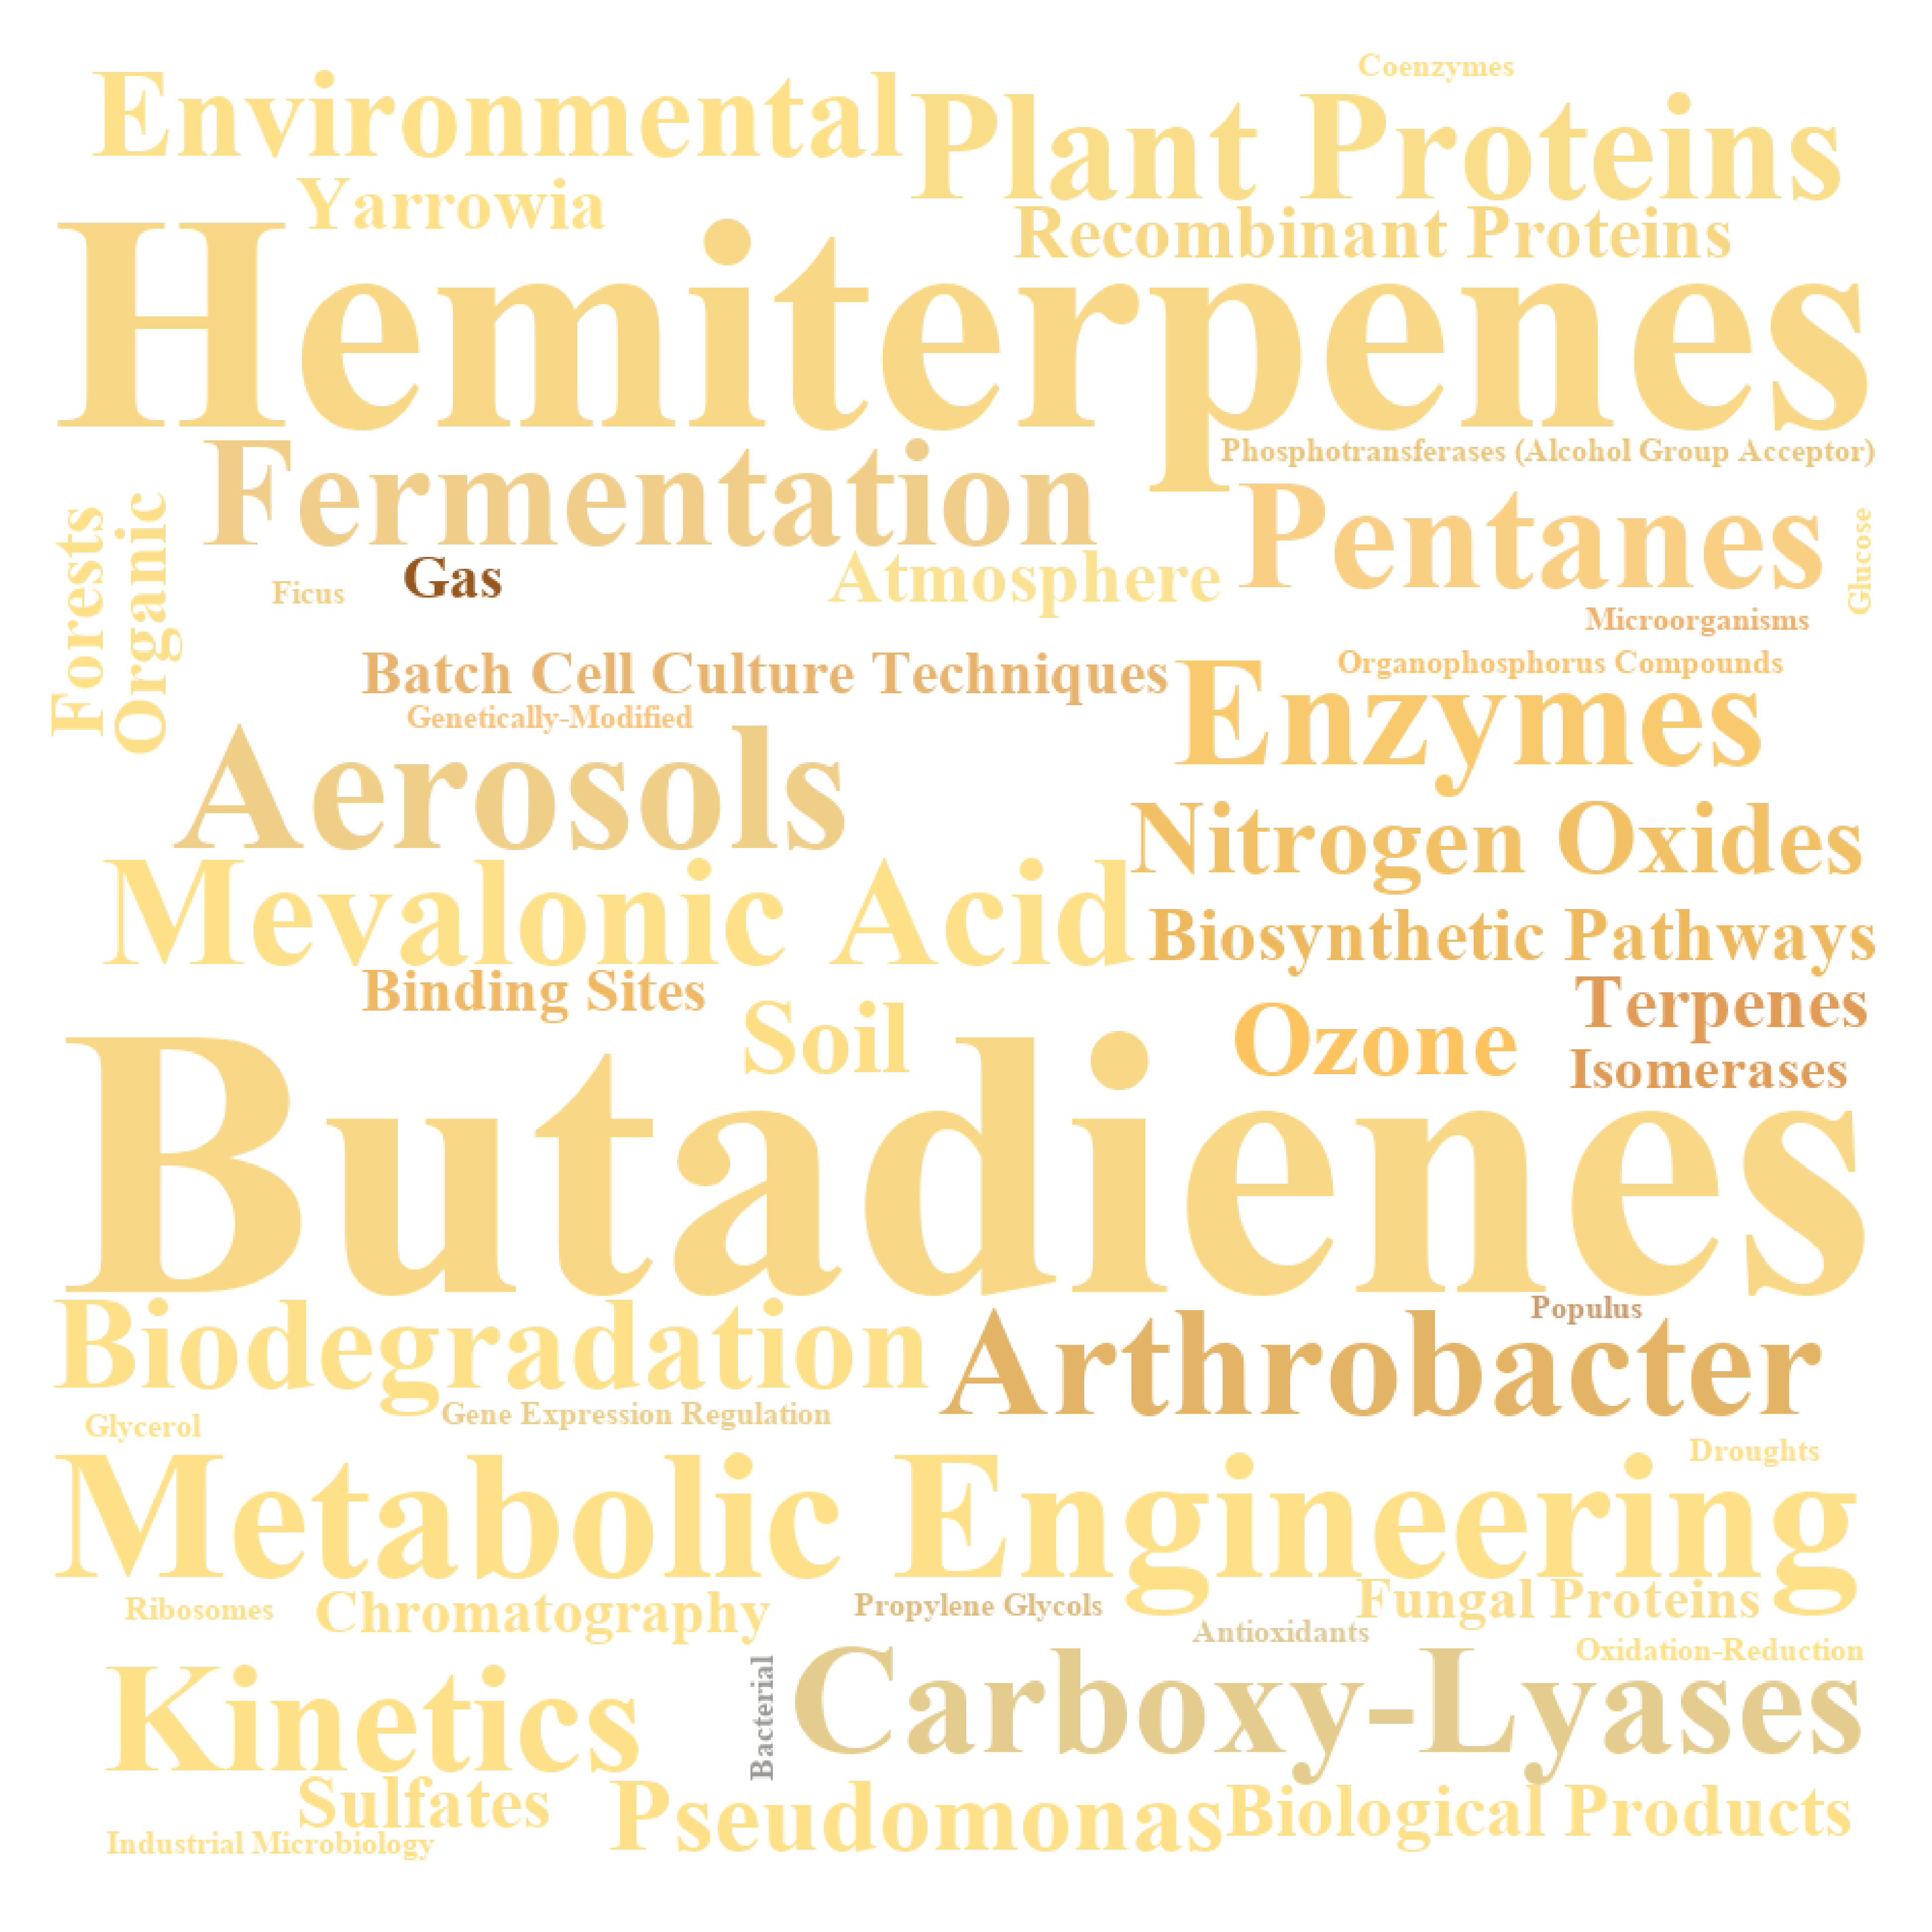 Coenzymes
Environmental
Plant Proteins
Yarrowia
Recombinant Proteins
Hemiterpenes
Phosphotransferases (Alcohol Group Acceptor)
Fermentation
Pentanes
Forests
Organic
Glucose
Gas
Atmosphere
Ficus
Microorganisms
Organophosphorus Compounds
Batch Cell Culture Techniques
Enzymes
Genetically-Modified
Aerosols
Nitrogen Oxides
Mevalonic Acid
Biosynthetic Pathways
Binding Sites
Terpenes
Soil
Ozone
Isomerases
Butadienes
Populus
Biodegradation
Arthrobacter
Gene Expression Regulation
Glycerol
Droughts
Metabolic Engineering
Fungal Proteins
Propylene Glycols
Ribosomes
Chromatography
Antioxidants
Oxidation-Reduction
Kinetics
Bacterial
Carboxy-Lyases
Sulfates
Pseudomonas
Biological Products
Industrial Microbiology